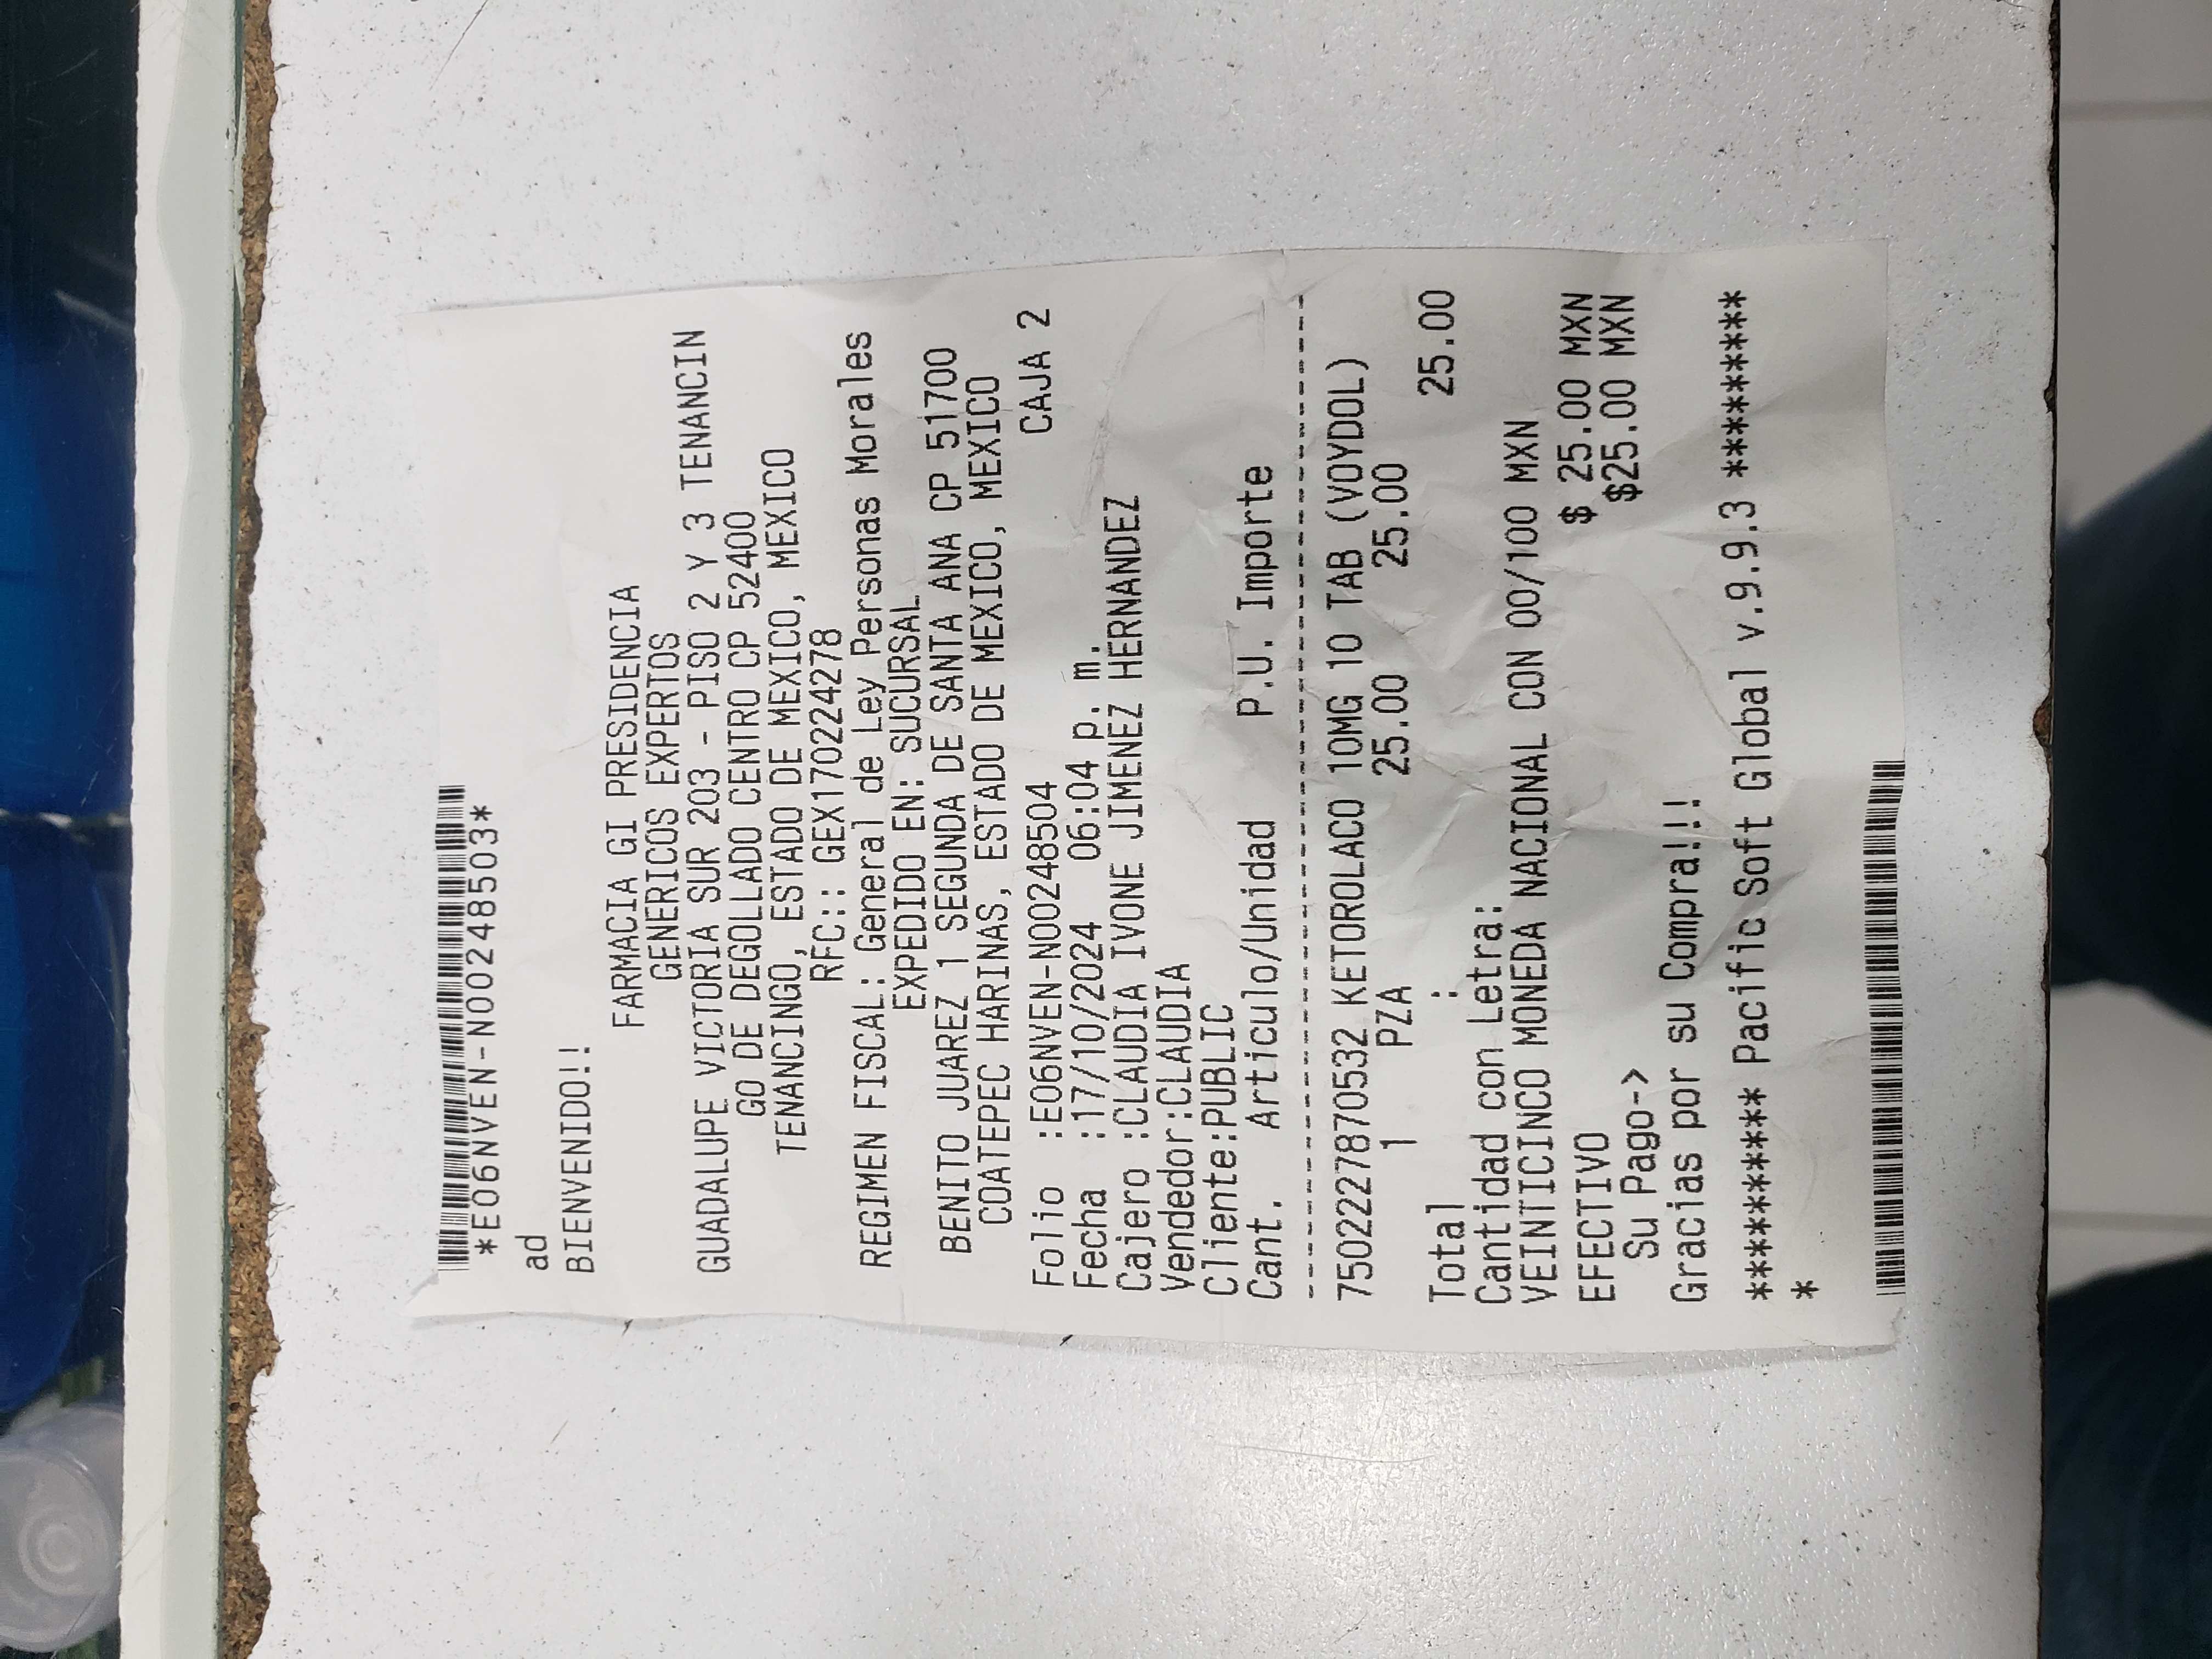 *E06NVEN-N00248503*
ad
BIENVENIDO!!
FARMACIA GI PRESIDENCIA
GENERICOS EXPERTOS
GUADALUPE VICTORIA SUR 203 - PISO 2 Y 3 TENANCIN
GO DE DEGOLLADO CENTRO CP 52400
TENANCINGO, ESTADO DE MEXICO, MEXICO
RFC:: GEX170224278
REGIMEN FISCAL: General de Ley Personas Morales
EXPEDIDO EN: SUCURSAL
BENITO JUAREZ 1 SEGUNDA DE SANTA ANA CP 51700
COATEPEC HARINAS, ESTADO DE MEXICO, MEXICO
CAJA 2
Folio :E06NVEN-N00248504
Fecha :17/10/2024 06:04 p. m.
Cajero :CLAUDIA IVONE JIMENEZ HERNANDEZ
Vendedor:CLAUDIA
Cliente:PUBLIC
Cant. Articulo/Unidad P.U. Importe
7502227870532 KETOROLACO 10MG 10 TAB (VOYDOL)
1 PZA 25.00 25.00
Total : 25.00
Cantidad con Letra:
VEINTICINCO MONEDA NACIONAL CON 00/100 MXN
EFECTIVO $ 25.00 MXN
Su Pago-> $25.00 MXN
Gracias por su Compra!!!
********* Pacific Soft Global v.9.9.3 *********
*